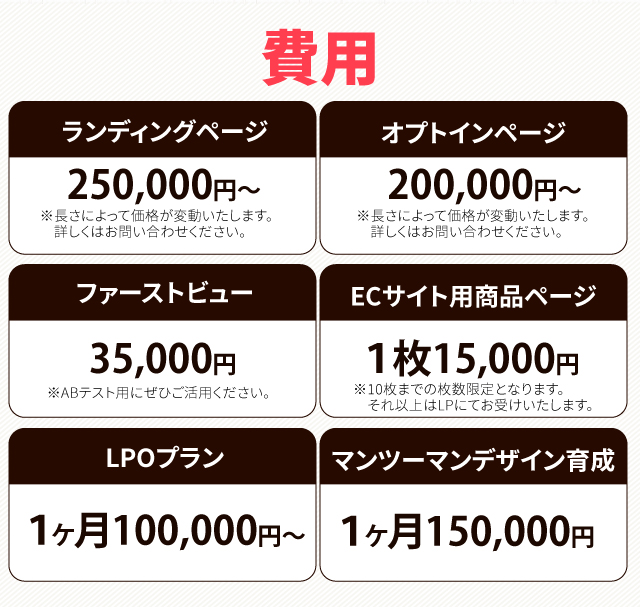 費用
ランディングページ
250,000円〜
※長さによって価格が変動いたします。
詳しくはお問い合わせください。
オプトインページ
200,000円〜
※長さによって価格が変動いたします。
詳しくはお問い合わせください。
ファーストビュー
35,000円
※ABテスト用にぜひご活用ください。
ECサイト用商品ページ
1枚15,000円
※10枚までの枚数限定となります。
それ以上はLPにてお受けいたします。
LPOプラン
1ヶ月100,000円〜
マンツーマンデザイン育成
1ヶ月150,000円